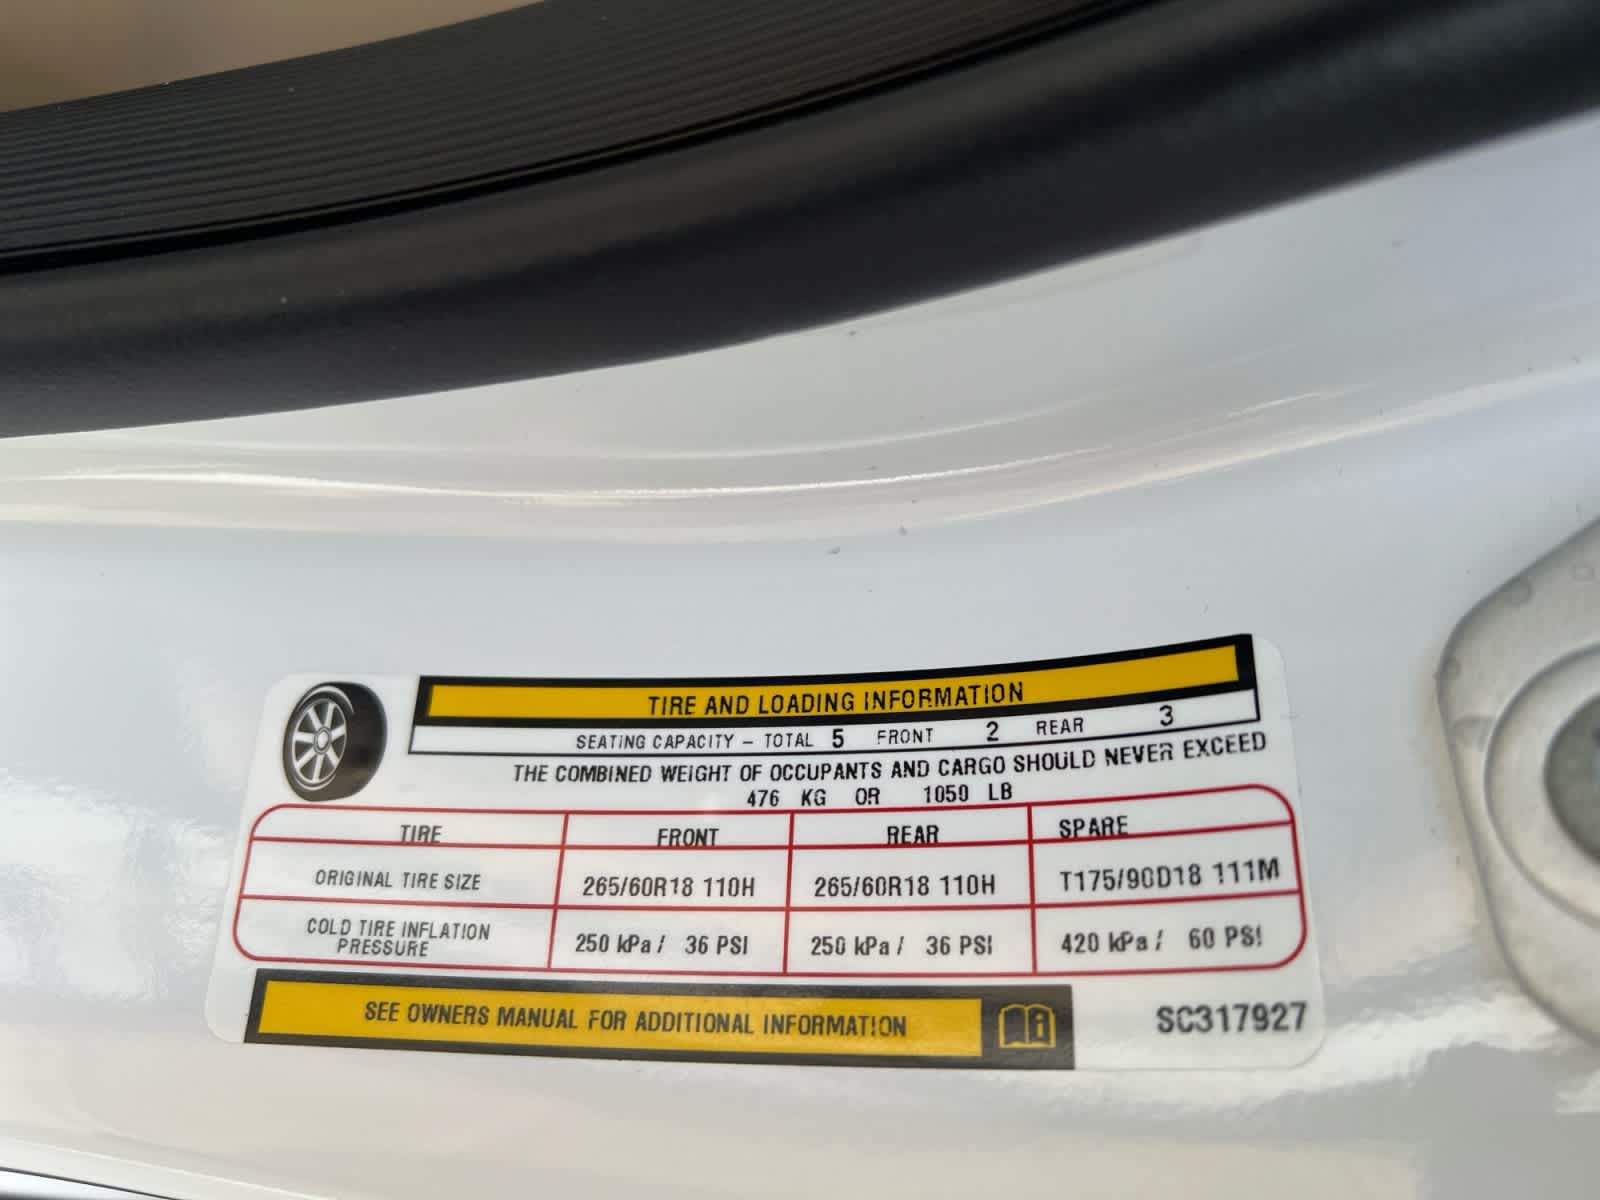 TIRE AND LOADING INFORMATION
SEATING CAPACITY – TOTAL 5 FRONT 2 REAR 3
THE COMBINED WEIGHT OF OCCUPANTS AND CARGO SHOULD NEVER EXCEED
476 KG OR 1050 LB
TIRE FRONT REAR SPARE
ORIGINAL TIRE SIZE 265/60R18 110H 265/60R18 110H T175/90D18 111M
COLD TIRE INFLATION
PRESSURE 250 kPa / 36 PSI 250 kPa / 36 PSI 420 kPa / 60 PSI
SEE OWNERS MANUAL FOR ADDITIONAL INFORMATION
SC317927